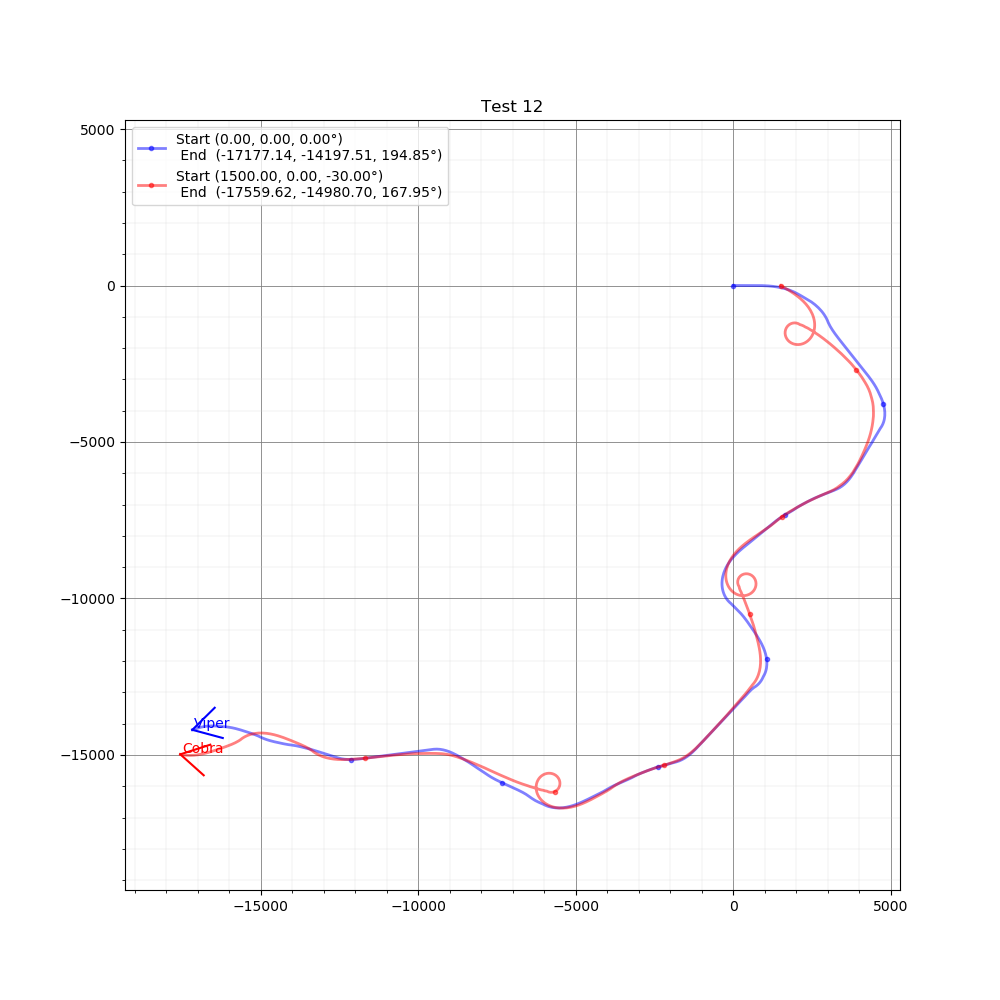 Test 12
Start (0.00, 0.00, 0.00°)
End (-17177.14, -14197.51, 194.85°)
Start (1500.00, 0.00, -30.00°)
End (-17559.62, -14980.70, 167.95°)
5000
0
−5000
−10000
−15000
Viper
Cobra
−15000
−10000
−5000
0
5000